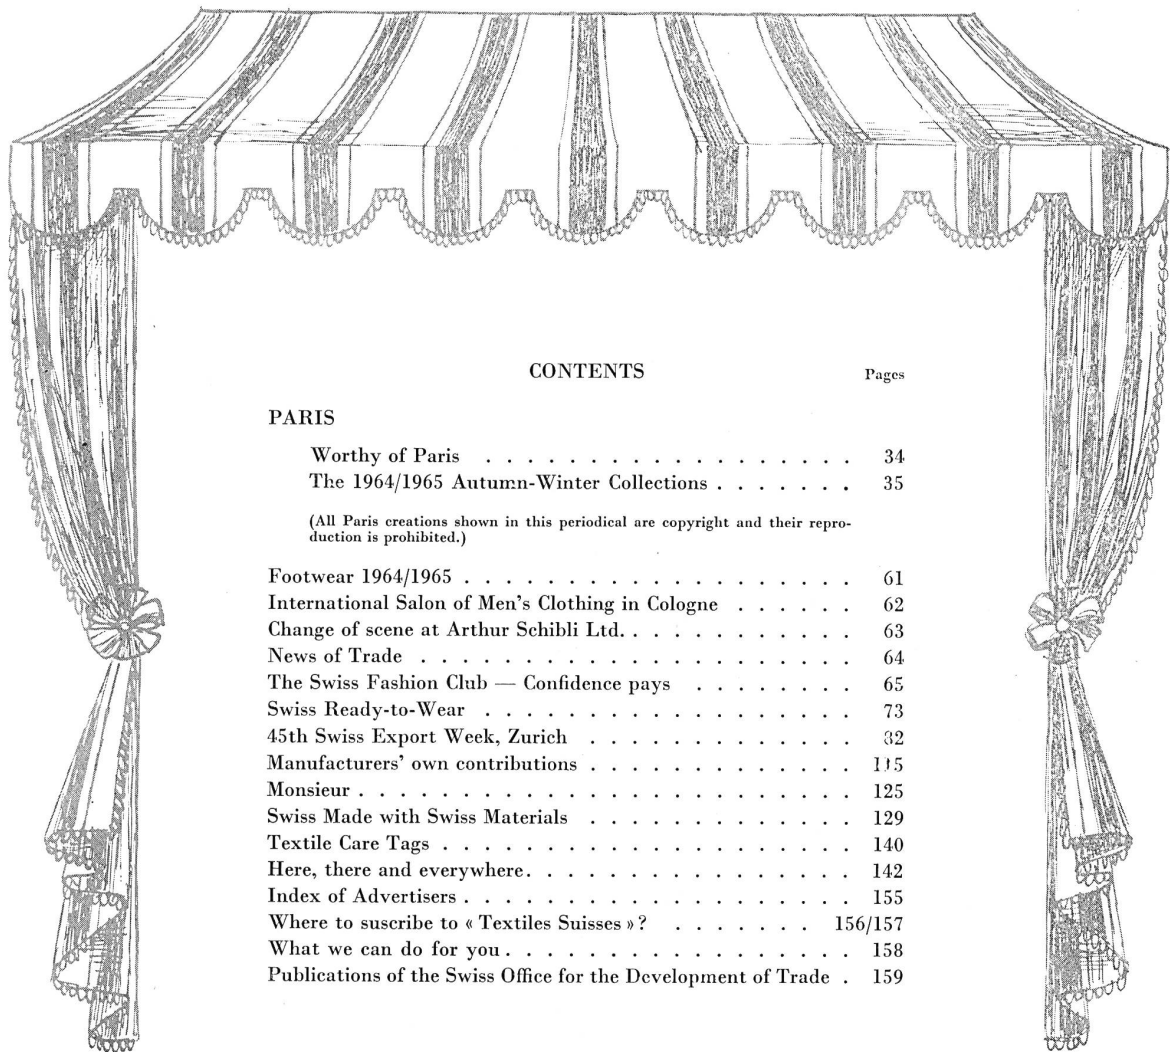 CONTENTS
Pages
PARIS
Worthy of Paris . . . . . . . . . . . . . . . . . . 34
The 1964/1965 Autumn-Winter Collections . . . . . . . 35
(All Paris creations shown in this periodical are copyright and their repro-
duction is prohibited.)
Footwear 1964/1965 . . . . . . . . . . . . . . . . . . . 61
International Salon of Men's Clothing in Cologne . . . . . . 62
Change of scene at Arthur Schibli Ltd. . . . . . . . . . . . 63
News of Trade . . . . . . . . . . . . . . . . . . . . . 64
The Swiss Fashion Club — Confidence pays . . . . . . . . 65
Swiss Ready-to-Wear . . . . . . . . . . . . . . . . . . 73
45th Swiss Export Week, Zurich . . . . . . . . . . . . . 82
Manufacturers' own contributions . . . . . . . . . . . . . 115
Monsieur . . . . . . . . . . . . . . . . . . . . . . . . 125
Swiss Made with Swiss Materials . . . . . . . . . . . . . 129
Textile Care Tags . . . . . . . . . . . . . . . . . . . . 140
Here, there and everywhere . . . . . . . . . . . . . . . . 142
Index of Advertisers . . . . . . . . . . . . . . . . . . . 155
Where to suscribe to « Textiles Suisses » ? . . . . . . . 156/157
What we can do for you . . . . . . . . . . . . . . . . . 158
Publications of the Swiss Office for the Development of Trade . 159